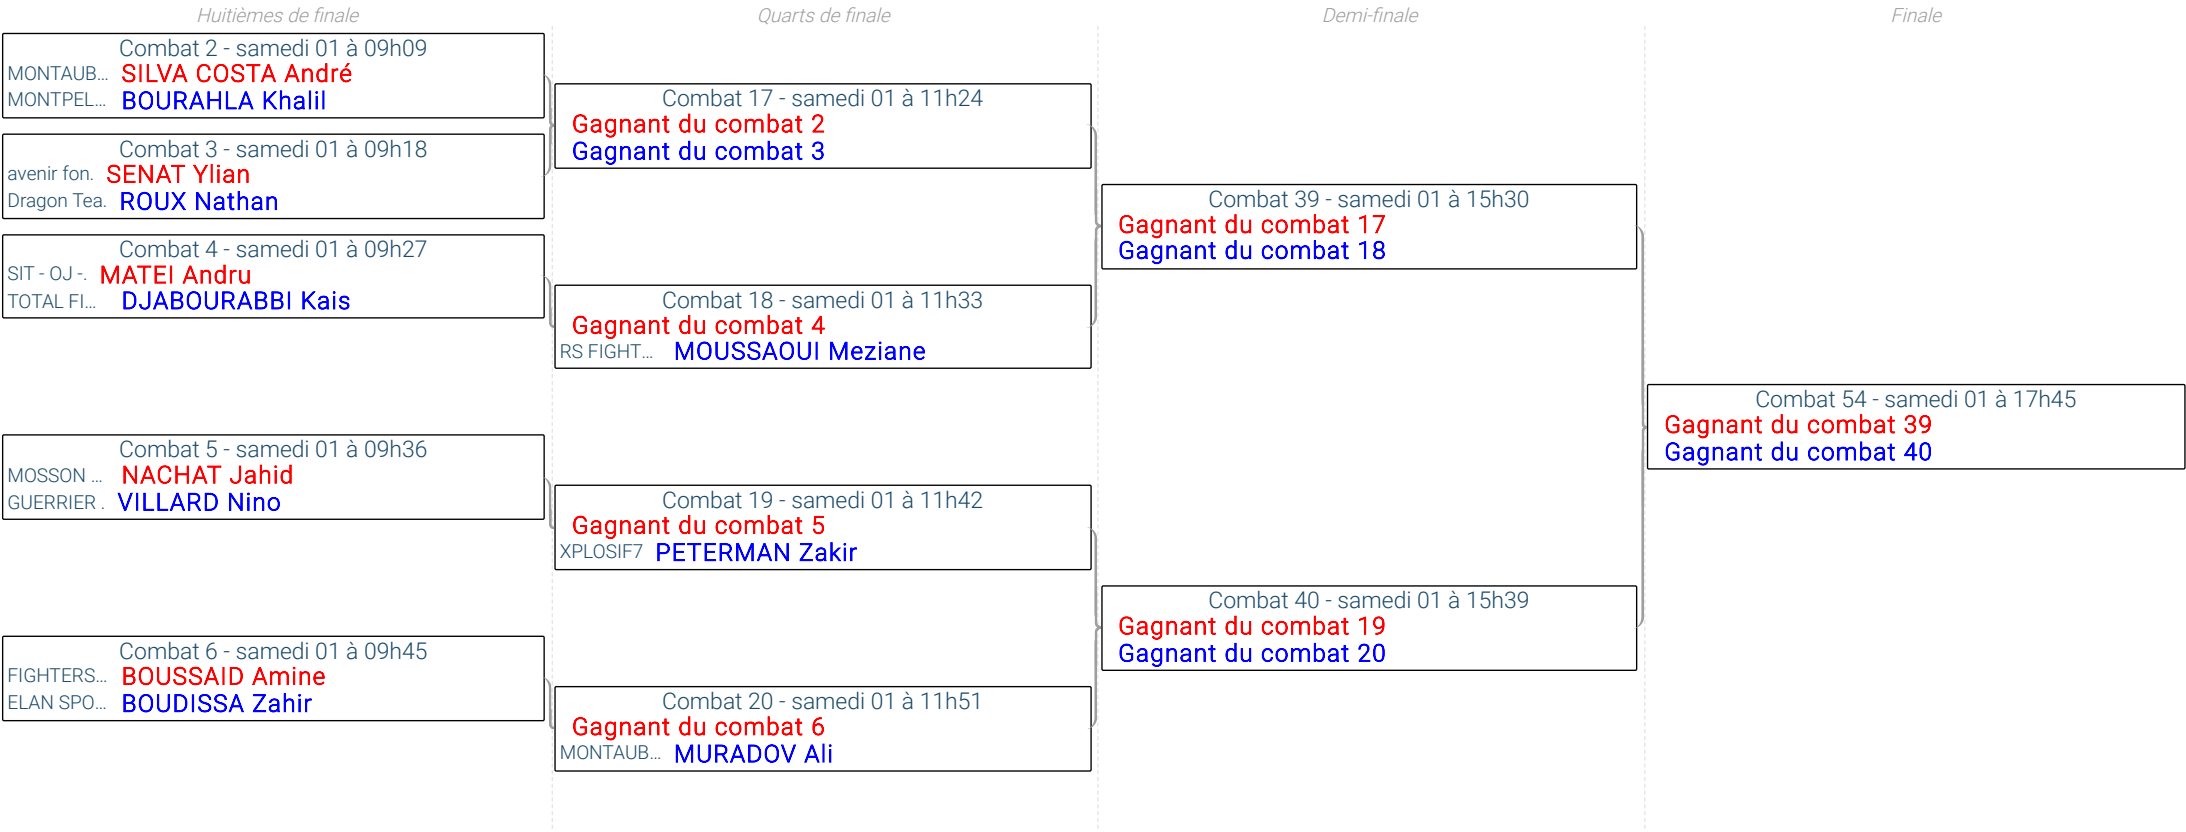 Huitièmes de finale
Quarts de finale
Demi-finale
Finale
Combat 2 - samedi 01 à 09h09
MONTAUB... SILVA COSTA André
MONTPEL... BOURAHLA Khalil
Combat 3 - samedi 01 à 09h18
avenir fon. SENAT Ylian
Dragon Tea. ROUX Nathan
Combat 4 - samedi 01 à 09h27
SIT - OJ -. MATEI Andru
TOTAL FI... DJABOURABBI Kais
Combat 5 - samedi 01 à 09h36
MOSSON ... NACHAT Jahid
GUERRIER . VILLARD Nino
Combat 6 - samedi 01 à 09h45
FIGHTERS... BOUSSAID Amine
ELAN SPO... BOUDISSA Zahir
Combat 17 - samedi 01 à 11h24
Gagnant du combat 2
Gagnant du combat 3
Combat 18 - samedi 01 à 11h33
Gagnant du combat 4
RS FIGHT... MOUSSAOUI Meziane
Combat 19 - samedi 01 à 11h42
Gagnant du combat 5
XPLOSIF7 PETERMAN Zakir
Combat 20 - samedi 01 à 11h51
Gagnant du combat 6
MONTAUB... MURADOV Ali
Combat 39 - samedi 01 à 15h30
Gagnant du combat 17
Gagnant du combat 18
Combat 40 - samedi 01 à 15h39
Gagnant du combat 19
Gagnant du combat 20
Combat 54 - samedi 01 à 17h45
Gagnant du combat 39
Gagnant du combat 40